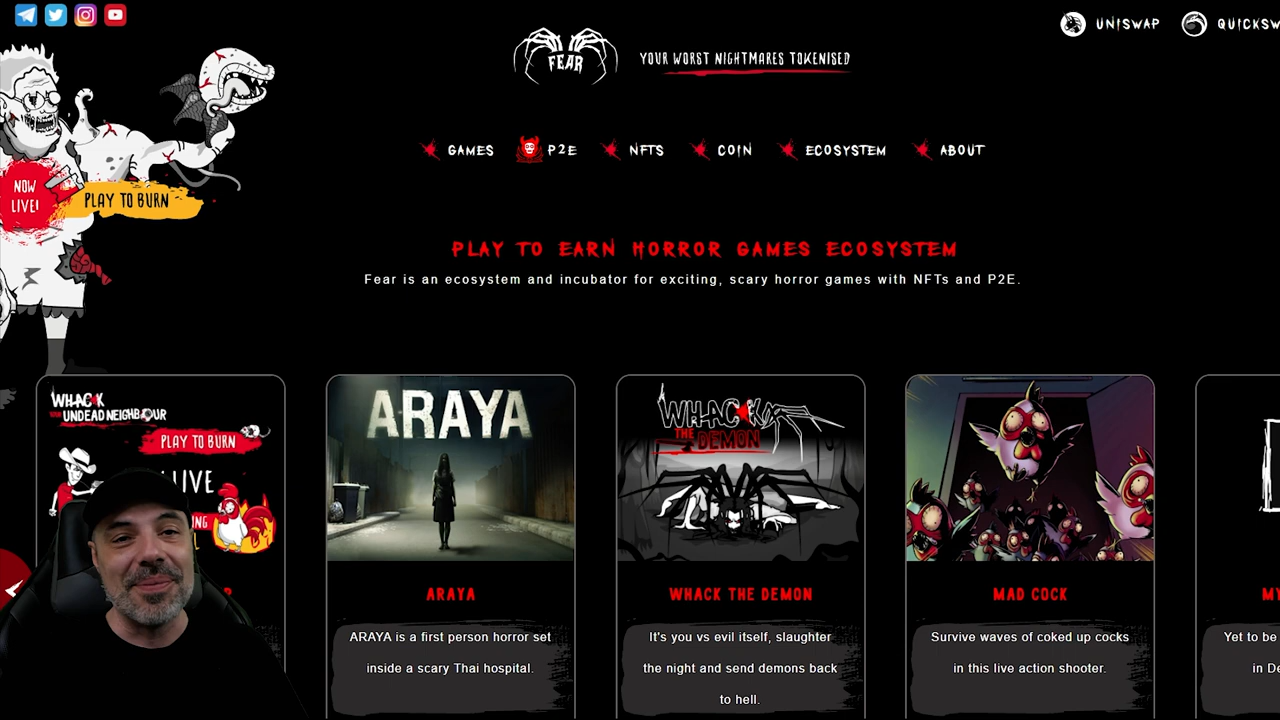 UNISWAP
QUICKSW
FEAR
YOUR WORST NIGHTMARES TOKENISED
GAMES
P2E
NFTS
COIN
ECOSYSTEM
ABOUT
NOW
LIVE!
PLAY TO BURN
PLAY TO EARN HORROR GAMES ECOSYSTEM
Fear is an ecosystem and incubator for exciting, scary horror games with NFTs and P2E.
WHACK
UNDEAD NEIGHBOUR
PLAY TO BURN
LIVE
ARAYA
WHACK
THE
DEMON
ARAYA
WHACK THE DEMON
MAD COCK
MY
ARAYA is a first person horror set
inside a scary Thai hospital.
It's you vs evil itself, slaughter
the night and send demons back
to hell.
Survive waves of coked up cocks
in this live action shooter.
Yet to be
in De